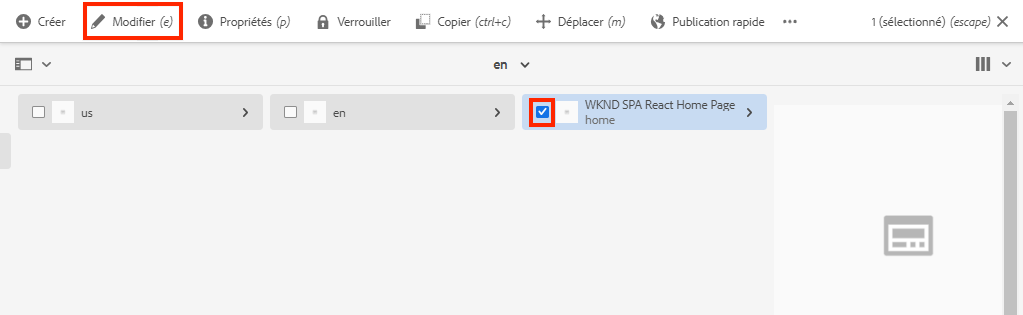 Créer Modifier (e) Propriétés (p) Verrouiller Copier (ctrl+c) Déplacer (m) Publication rapide ••• 1 (sélectionné) (escape)
en
us en WKND SPA React Home Page
home